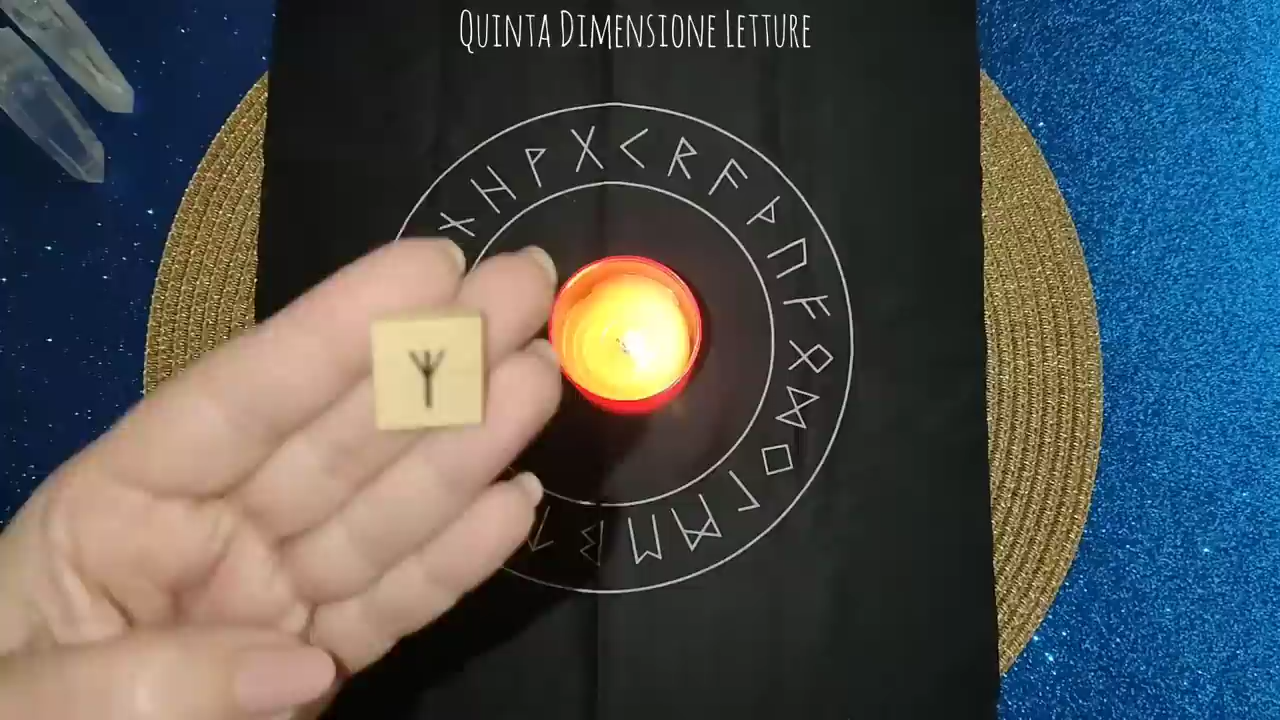 QUINTA DIMENSIONE LETTURE
ᚾ ᚺ ᚹ ᚷ ᚲ ᚱ ᚨ ᚦ ᚢ ᚠ ᛟ ᛞ ᛜ ᛚ ᛗ ᛖ ᛒ ᛏ
ᛉ